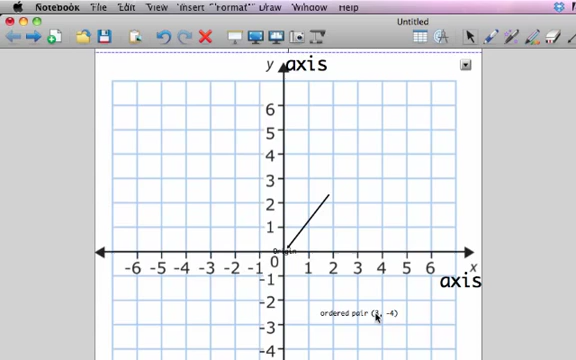 Notebook File Edit View Insert Format Draw Window Help
Untitled
y axis
6
5
4
3
2
1
Origin
0
-6 -5 -4 -3 -2 -1 1 2 3 4 5 6 x
axis
-1
-2
ordered pair (3, -4)
-3
-4